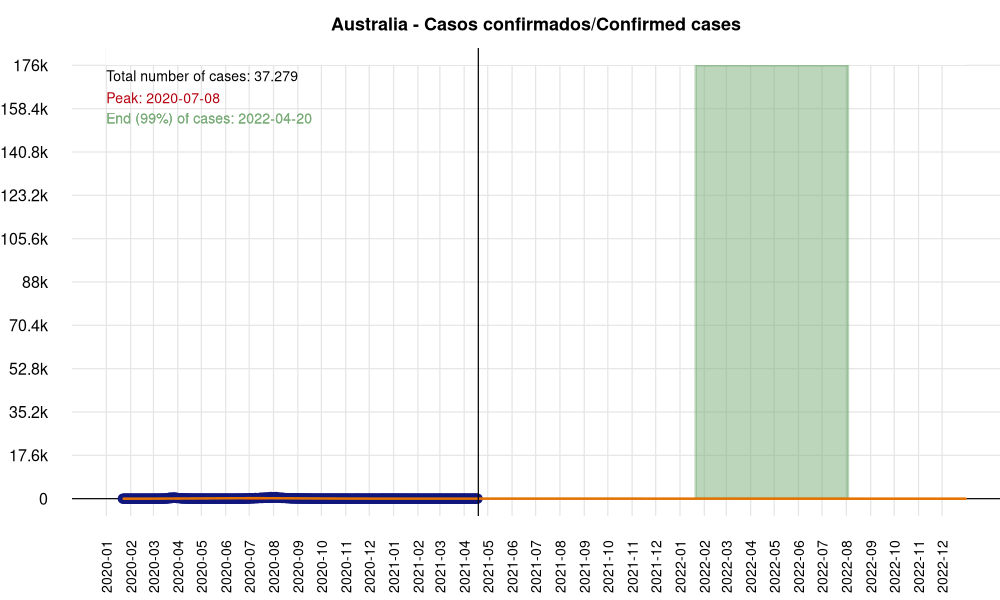 Australia - Casos confirmados/Confirmed cases
Total number of cases: 37.279
Peak: 2020-07-08
End (99%) of cases: 2022-04-20
176k
158.4k
140.8k
123.2k
105.6k
88k
70.4k
52.8k
35.2k
17.6k
0
2020-01
2020-02
2020-03
2020-04
2020-05
2020-06
2020-07
2020-08
2020-09
2020-10
2020-11
2020-12
2021-01
2021-02
2021-03
2021-04
2021-05
2021-06
2021-07
2021-08
2021-09
2021-10
2021-11
2021-12
2022-01
2022-02
2022-03
2022-04
2022-05
2022-06
2022-07
2022-08
2022-09
2022-10
2022-11
2022-12